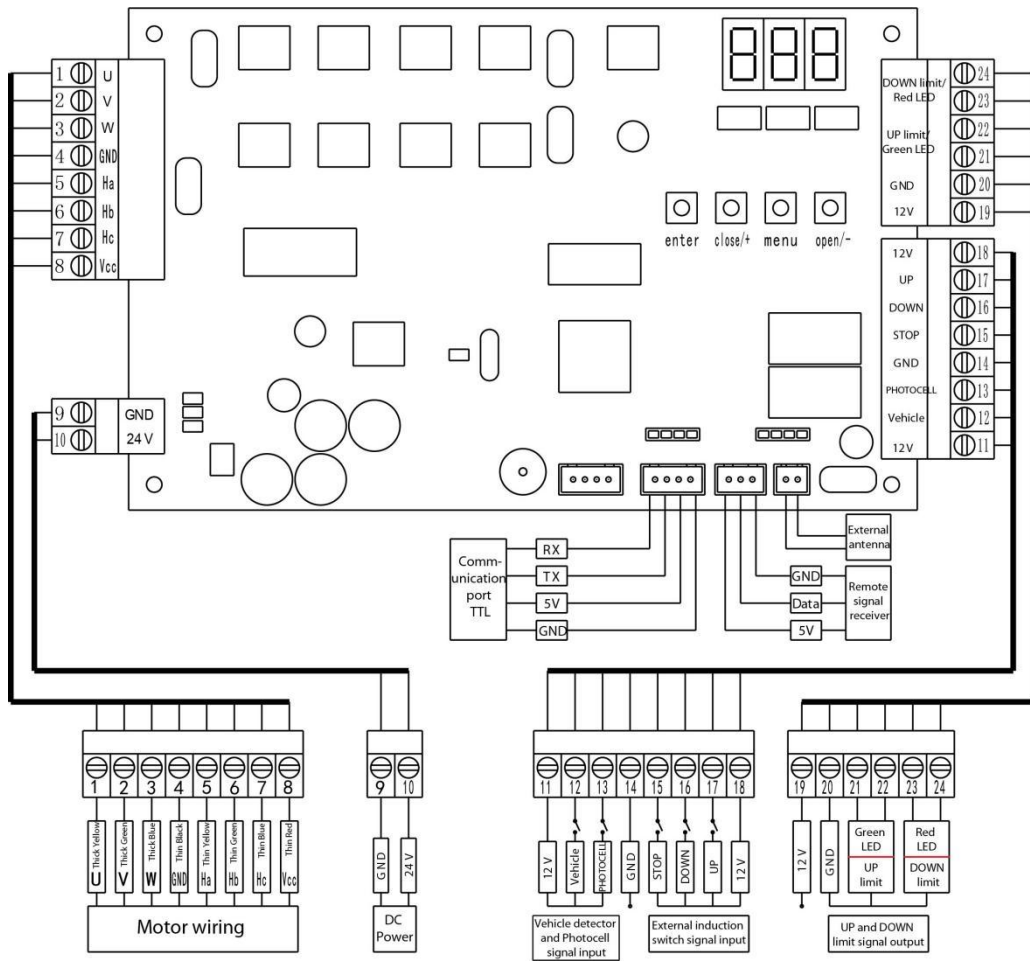 1 U
2 V
3 W
4 GND
5 Ha
6 Hb
7 Hc
8 Vcc
9 GND
10 24 V
enter close/+ menu open/-
DOWN limit/
Red LED
UP limit/
Green LED
GND
12V
24
23
22
21
20
19
12V 18
UP 17
DOWN 16
STOP 15
GND 14
PHOTOCELL 13
Vehicle 12
12V 11
Comm-
unication
port
TTL
RX
TX
5V
GND
External
antenna
GND
Data
5V
Remote
signal
receiver
1 2 3 4 5 6 7 8
U Thick Yellow
V Thick Green
W Thick Blue
GND Thin Black
Ha Thin Yellow
Hb Thin Green
Hc Thin Blue
Vcc Thin Red
Motor wiring
9 10
GND
24 V
DC
Power
11 12 13 14 15 16 17 18
12 V
Vehicle
PHOTOCELL
GND
STOP
DOWN
UP
12 V
Vehicle detector
and Photocell
signal input
External induction
switch signal input
19 20 21 22 23 24
12 V
GND
Green
LED
UP
limit
Red
LED
DOWN
limit
UP and DOWN
limit signal output